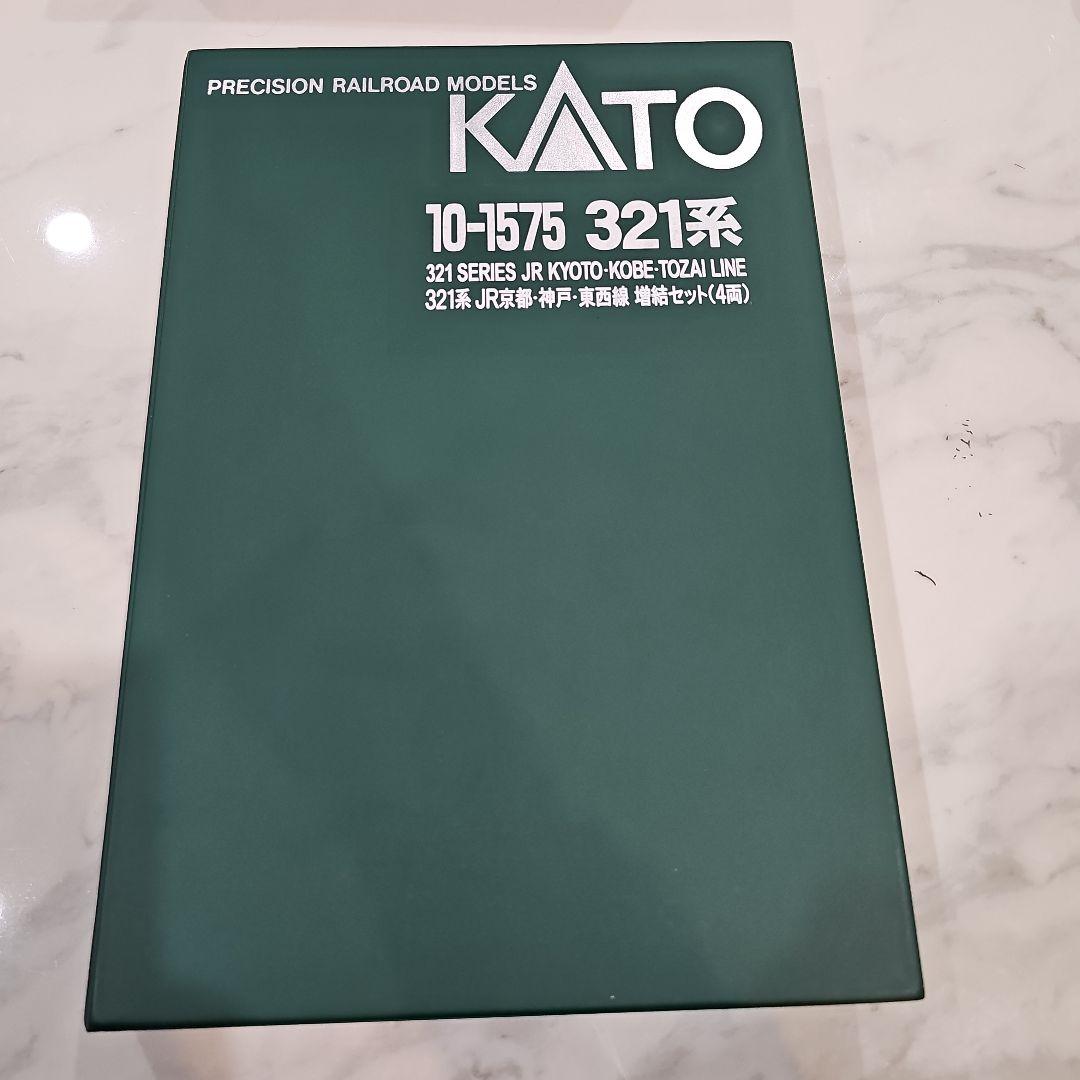 PRECISION RAILROAD MODELS
KATO
10-1575 321系
321 SERIES JR KYOTO·KOBE·TOZAI LINE
321系 JR京都・神戸・東西線 増結セット(4両)